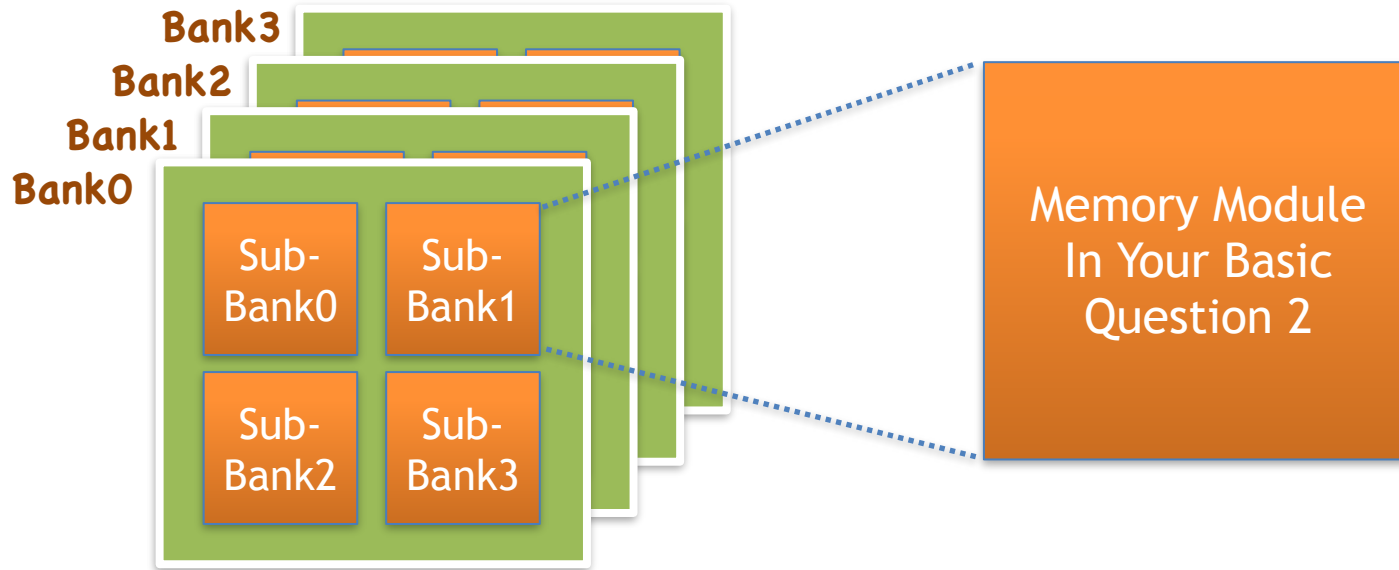 Bank3
Bank2
Bank1
Bank0
Sub-
Bank0
Sub-
Bank1
Sub-
Bank2
Sub-
Bank3
Memory Module
In Your Basic
Question 2